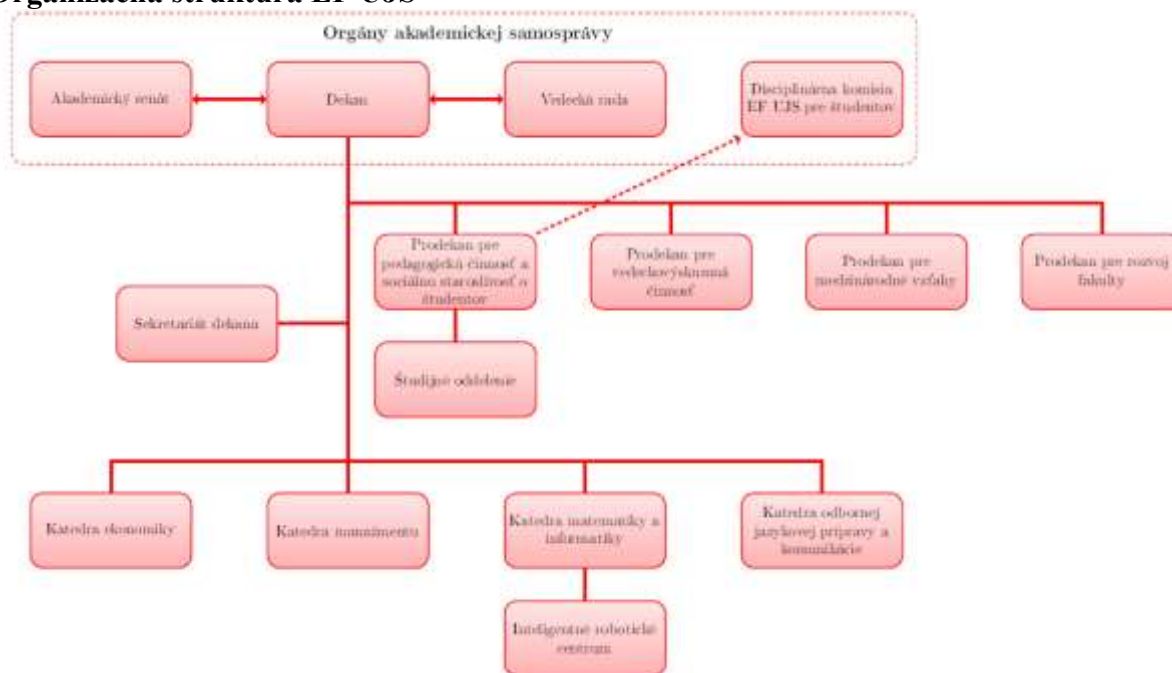 Organizačná štruktúra EF UJS
Orgány akademickej samosprávy
Akademický senát
Dekan
Vedecká rada
Disciplinárna komisia
EF UJS pre študentov
Prodekan pre
pedagogickú činnosť a
sociálnu starostlivosť o
študentov
Prodekan pre
vedeckovýskumnú
činnosť
Prodekan pre
medzinárodné vzťahy
Prodekan pre rozvoj
fakulty
Sekretariát dekana
Študijné oddelenie
Katedra ekonomiky
Katedra manažmentu
Katedra matematiky a
informatiky
Katedra odbornej
jazykovej prípravy a
komunikácie
Inteligentné robotické
centrum